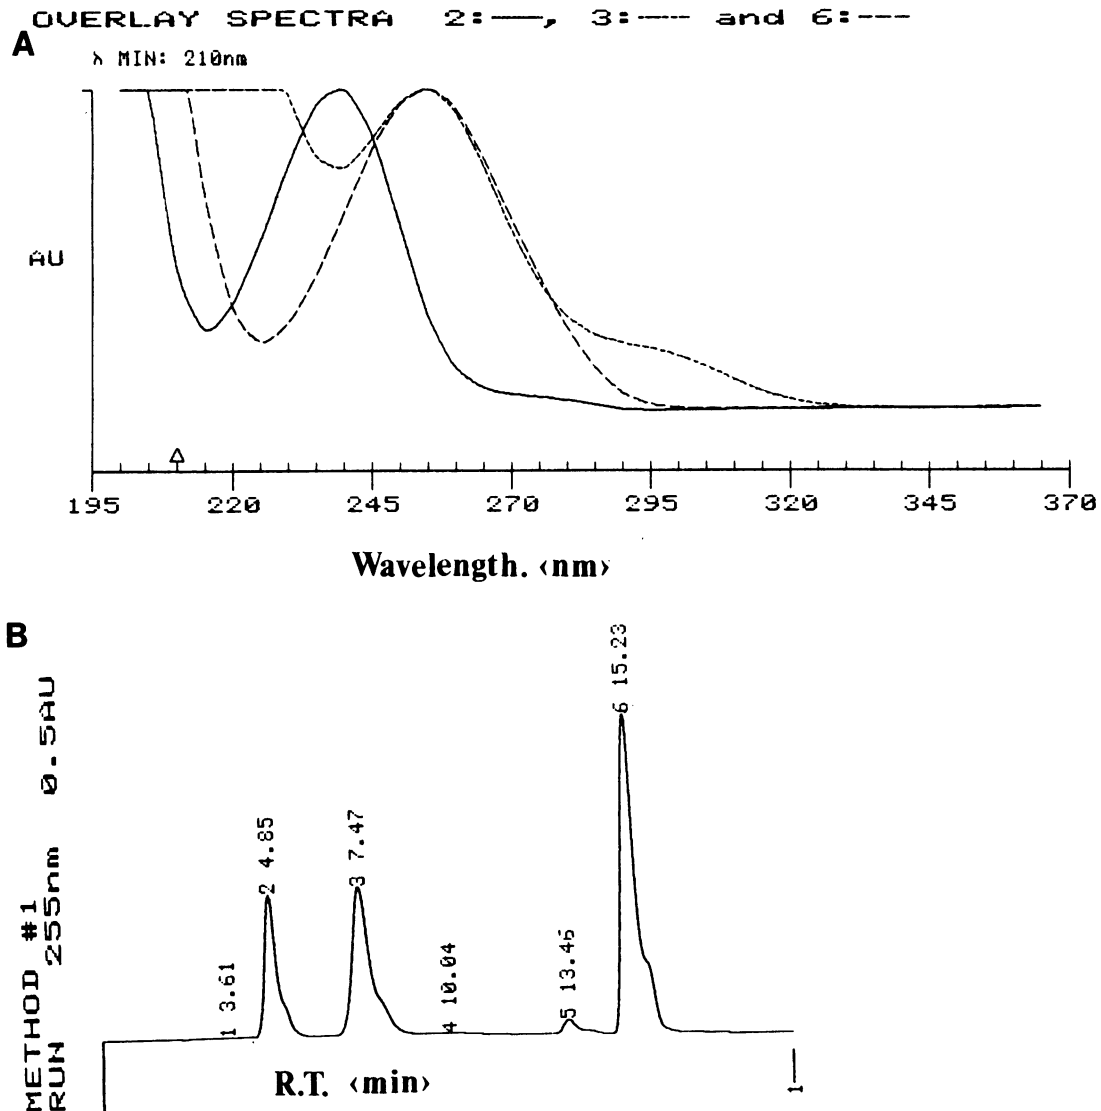 OVERLAY SPECTRA 2:——, 3:----- and 6:---
A
λ MIN: 210nm
AU
195 220 245 270 295 320 345 370
Wavelength. ‹nm›
B
METHOD #1
RUN 255nm 0.5AU
1 3.61
2 4.85
3 7.47
4 10.04
5 13.46
6 15.23
R.T. ‹min›
1